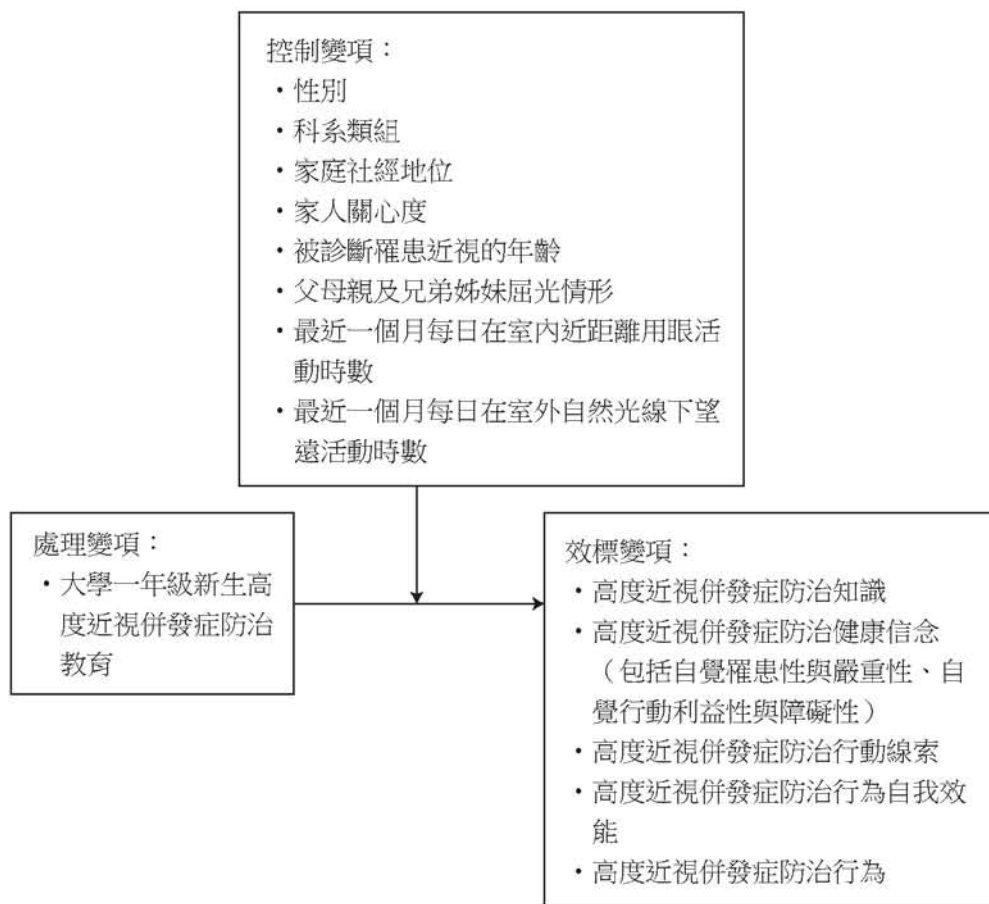 控制變項：
・性別
・科系類組
・家庭社經地位
・家人關心度
・被診斷罹患近視的年齡
・父母親及兄弟姊妹屈光情形
・最近一個月每日在室內近距離用眼活
動時數
・最近一個月每日在室外自然光線下望
遠活動時數
處理變項：
・大學一年級新生高
度近視併發症防治
教育
效標變項：
・高度近視併發症防治知識
・高度近視併發症防治健康信念
（包括自覺罹患性與嚴重性、自
覺行動利益性與障礙性）
・高度近視併發症防治行動線索
・高度近視併發症防治行為自我效
能
・高度近視併發症防治行為